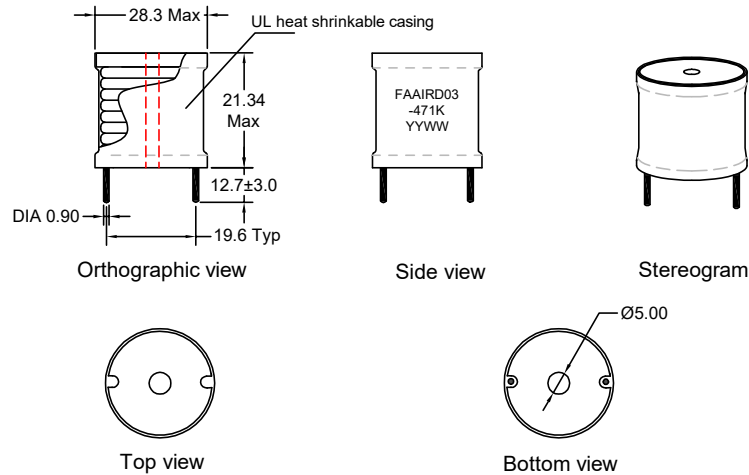 28.3 Max
UL heat shrinkable casing
21.34
Max
12.7±3.0
DIA 0.90
19.6 Typ
Orthographic view
FAAIRD03
-471K
YYWW
Side view
Stereogram
Top view
Ø5.00
Bottom view